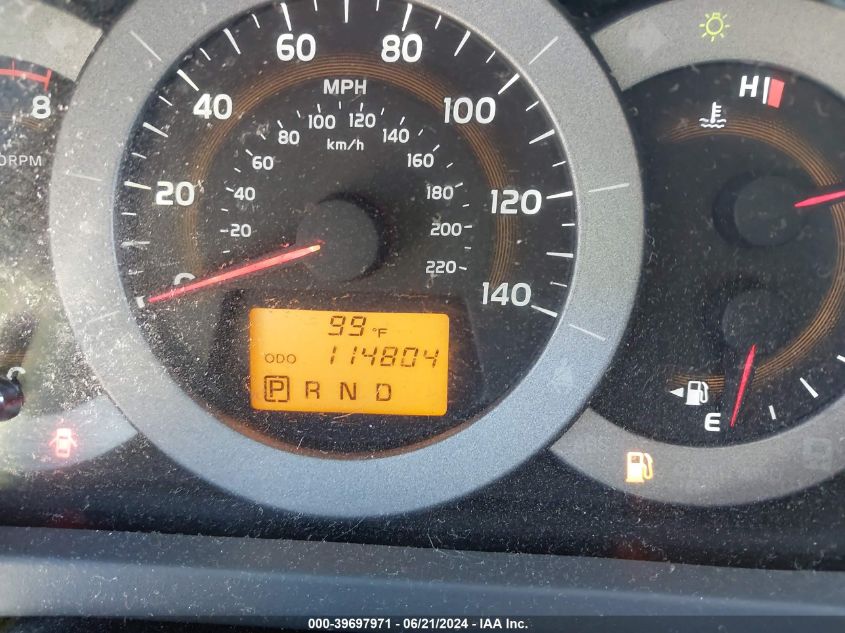 60 80
MPH
40 100
8
0RPM
80 100 120 140
km/h
60 160
20 40 180 120
20 200
220 140
H
99 °F
ODO 114804
P R N D
E
000-39697971 - 06/21/2024 - IAA Inc.